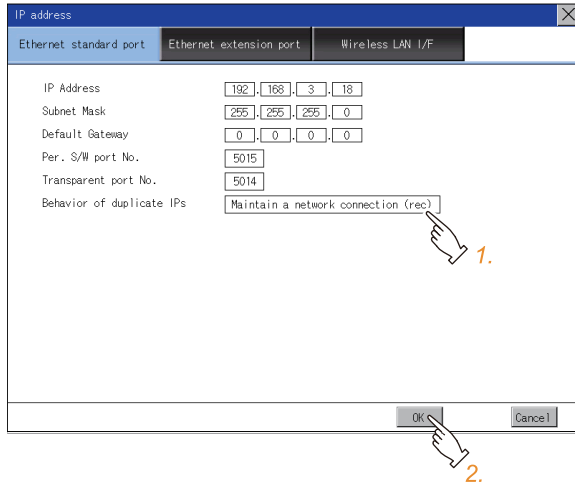 IP address
Ethernet standard port Ethernet extension port Wireless LAN I/F
IP Address 192 . 168 . 3 . 18
Subnet Mask 255 . 255 . 255 . 0
Default Gateway 0 . 0 . 0 . 0
Per. S/W port No. 5015
Transparent port No. 5014
Behavior of duplicate IPs Maintain a network connection (rec)
1.
OK Cancel
2.